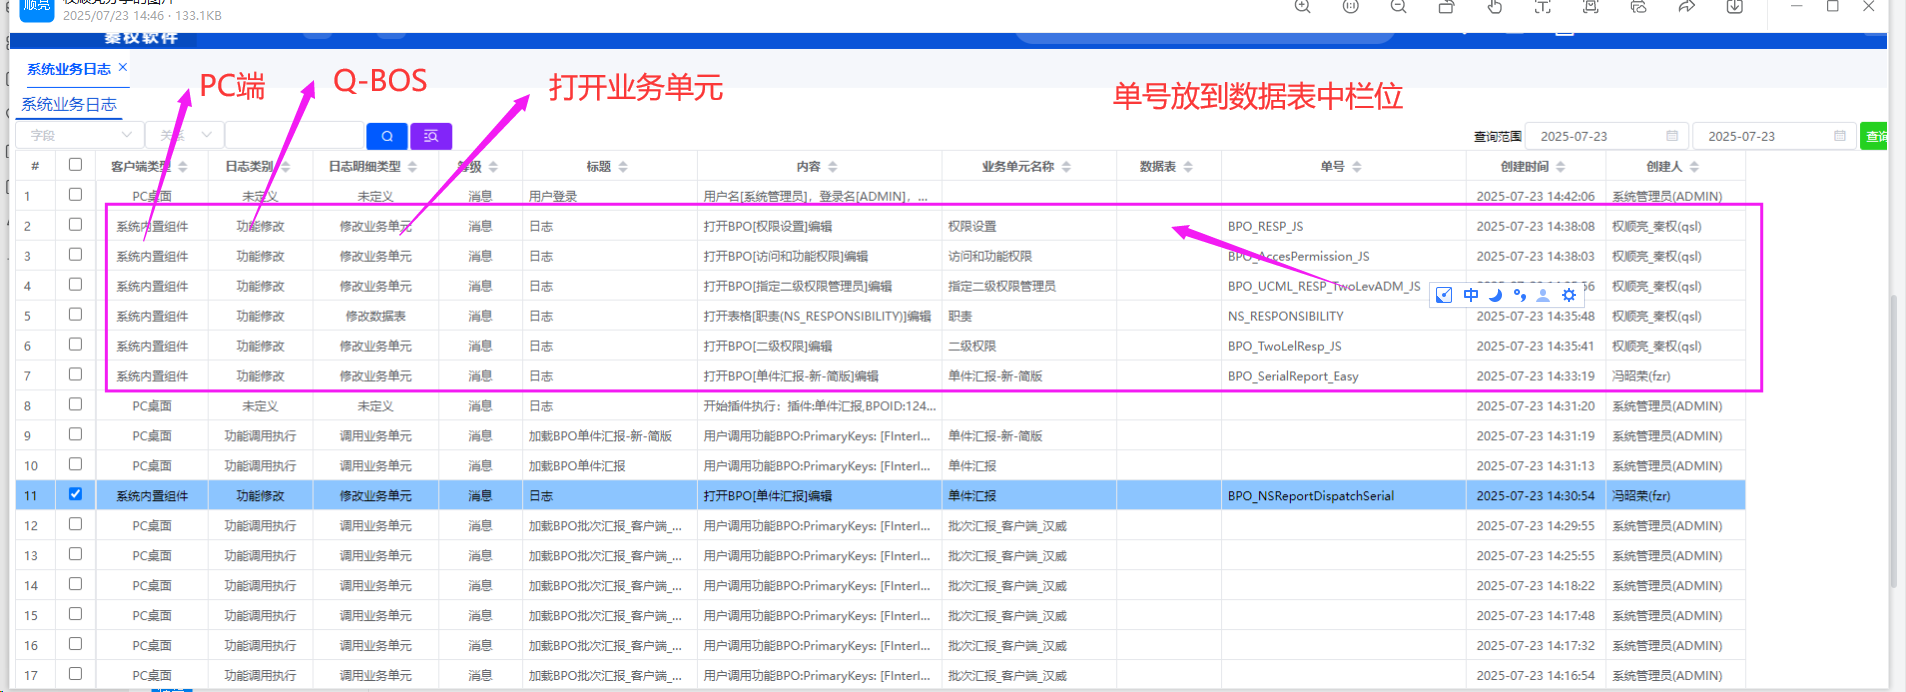 顺亮
权顺亮分享的图片
2025/07/23 14:46 · 133.1KB
秦权软件
系统业务日志 ×
系统业务日志
PC端
Q-BOS
打开业务单元
单号放到数据表中栏位
字段 关系 查询范围 2025-07-23 2025-07-23 查询
# 客户端类型 日志类别 日志明细类型 等级 标题 内容 业务单元名称 数据表 单号 创建时间 创建人
1 PC桌面 未定义 未定义 消息 用户登录 用户名[系统管理员]，登录名[ADMIN]，... 2025-07-23 14:42:06 系统管理员(ADMIN)
2 系统内置组件 功能修改 修改业务单元 消息 日志 打开BPO[权限设置]编辑 权限设置 BPO_RESP_JS 2025-07-23 14:38:08 权顺亮_秦权(qsl)
3 系统内置组件 功能修改 修改业务单元 消息 日志 打开BPO[访问和功能权限]编辑 访问和功能权限 BPO_AccesPermission_JS 2025-07-23 14:38:03 权顺亮_秦权(qsl)
4 系统内置组件 功能修改 修改业务单元 消息 日志 打开BPO[指定二级权限管理员]编辑 指定二级权限管理员 BPO_UCML_RESP_TwoLevADM_JS 56 权顺亮_秦权(qsl)
中
5 系统内置组件 功能修改 修改数据表 消息 日志 打开表格[职责(NS_RESPONSIBILITY)]编辑 职责 NS_RESPONSIBILITY 2025-07-23 14:35:48 权顺亮_秦权(qsl)
6 系统内置组件 功能修改 修改业务单元 消息 日志 打开BPO[二级权限]编辑 二级权限 BPO_TwoLelResp_JS 2025-07-23 14:35:41 权顺亮_秦权(qsl)
7 系统内置组件 功能修改 修改业务单元 消息 日志 打开BPO[单件汇报-新-简版]编辑 单件汇报-新-简版 BPO_SerialReport_Easy 2025-07-23 14:33:19 冯昭荣(fzr)
8 PC桌面 未定义 未定义 消息 日志 开始插件执行：插件:单件汇报,BPOID:124... 2025-07-23 14:31:20 系统管理员(ADMIN)
9 PC桌面 功能调用执行 调用业务单元 消息 加载BPO单件汇报-新-简版 用户调用功能BPO:PrimaryKeys: [FInterI... 单件汇报-新-简版 2025-07-23 14:31:19 系统管理员(ADMIN)
10 PC桌面 功能调用执行 调用业务单元 消息 加载BPO单件汇报 用户调用功能BPO:PrimaryKeys: [FInterI... 单件汇报 2025-07-23 14:31:13 系统管理员(ADMIN)
11 系统内置组件 功能修改 修改业务单元 消息 日志 打开BPO[单件汇报]编辑 单件汇报 BPO_NSReportDispatchSerial 2025-07-23 14:30:54 冯昭荣(fzr)
12 PC桌面 功能调用执行 调用业务单元 消息 加载BPO批次汇报_客户端_... 用户调用功能BPO:PrimaryKeys: [FInterI... 批次汇报_客户端_汉威 2025-07-23 14:29:55 系统管理员(ADMIN)
13 PC桌面 功能调用执行 调用业务单元 消息 加载BPO批次汇报_客户端_... 用户调用功能BPO:PrimaryKeys: [FInterI... 批次汇报_客户端_汉威 2025-07-23 14:25:55 系统管理员(ADMIN)
14 PC桌面 功能调用执行 调用业务单元 消息 加载BPO批次汇报_客户端_... 用户调用功能BPO:PrimaryKeys: [FInterI... 批次汇报_客户端_汉威 2025-07-23 14:18:22 系统管理员(ADMIN)
15 PC桌面 功能调用执行 调用业务单元 消息 加载BPO批次汇报_客户端_... 用户调用功能BPO:PrimaryKeys: [FInterI... 批次汇报_客户端_汉威 2025-07-23 14:17:48 系统管理员(ADMIN)
16 PC桌面 功能调用执行 调用业务单元 消息 加载BPO批次汇报_客户端_... 用户调用功能BPO:PrimaryKeys: [FInterI... 批次汇报_客户端_汉威 2025-07-23 14:17:32 系统管理员(ADMIN)
17 PC桌面 功能调用执行 调用业务单元 消息 加载BPO批次汇报_客户端_... 用户调用功能BPO:PrimaryKeys: [FInterI... 批次汇报_客户端_汉威 2025-07-23 14:16:54 系统管理员(ADMIN)